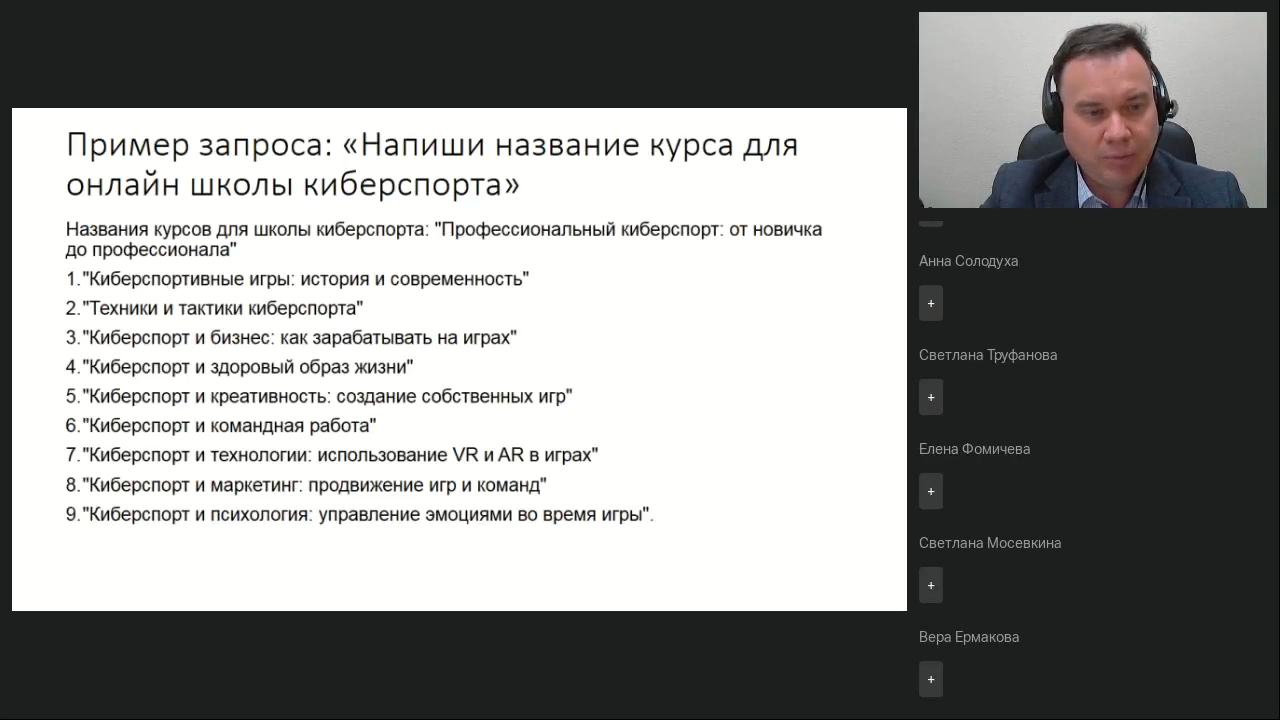 Пример запроса: «Напиши название курса для
онлайн школы киберспорта»
Названия курсов для школы киберспорта: "Профессиональный киберспорт: от новичка
до профессионала"
1."Киберспортивные игры: история и современность"
2."Техники и тактики киберспорта"
3."Киберспорт и бизнес: как зарабатывать на играх"
4."Киберспорт и здоровый образ жизни"
5."Киберспорт и креативность: создание собственных игр"
6."Киберспорт и командная работа"
7."Киберспорт и технологии: использование VR и AR в играх"
8."Киберспорт и маркетинг: продвижение игр и команд"
9."Киберспорт и психология: управление эмоциями во время игры".
Анна Солодуха
+
Светлана Труфанова
+
Елена Фомичева
+
Светлана Мосевкина
+
Вера Ермакова
+